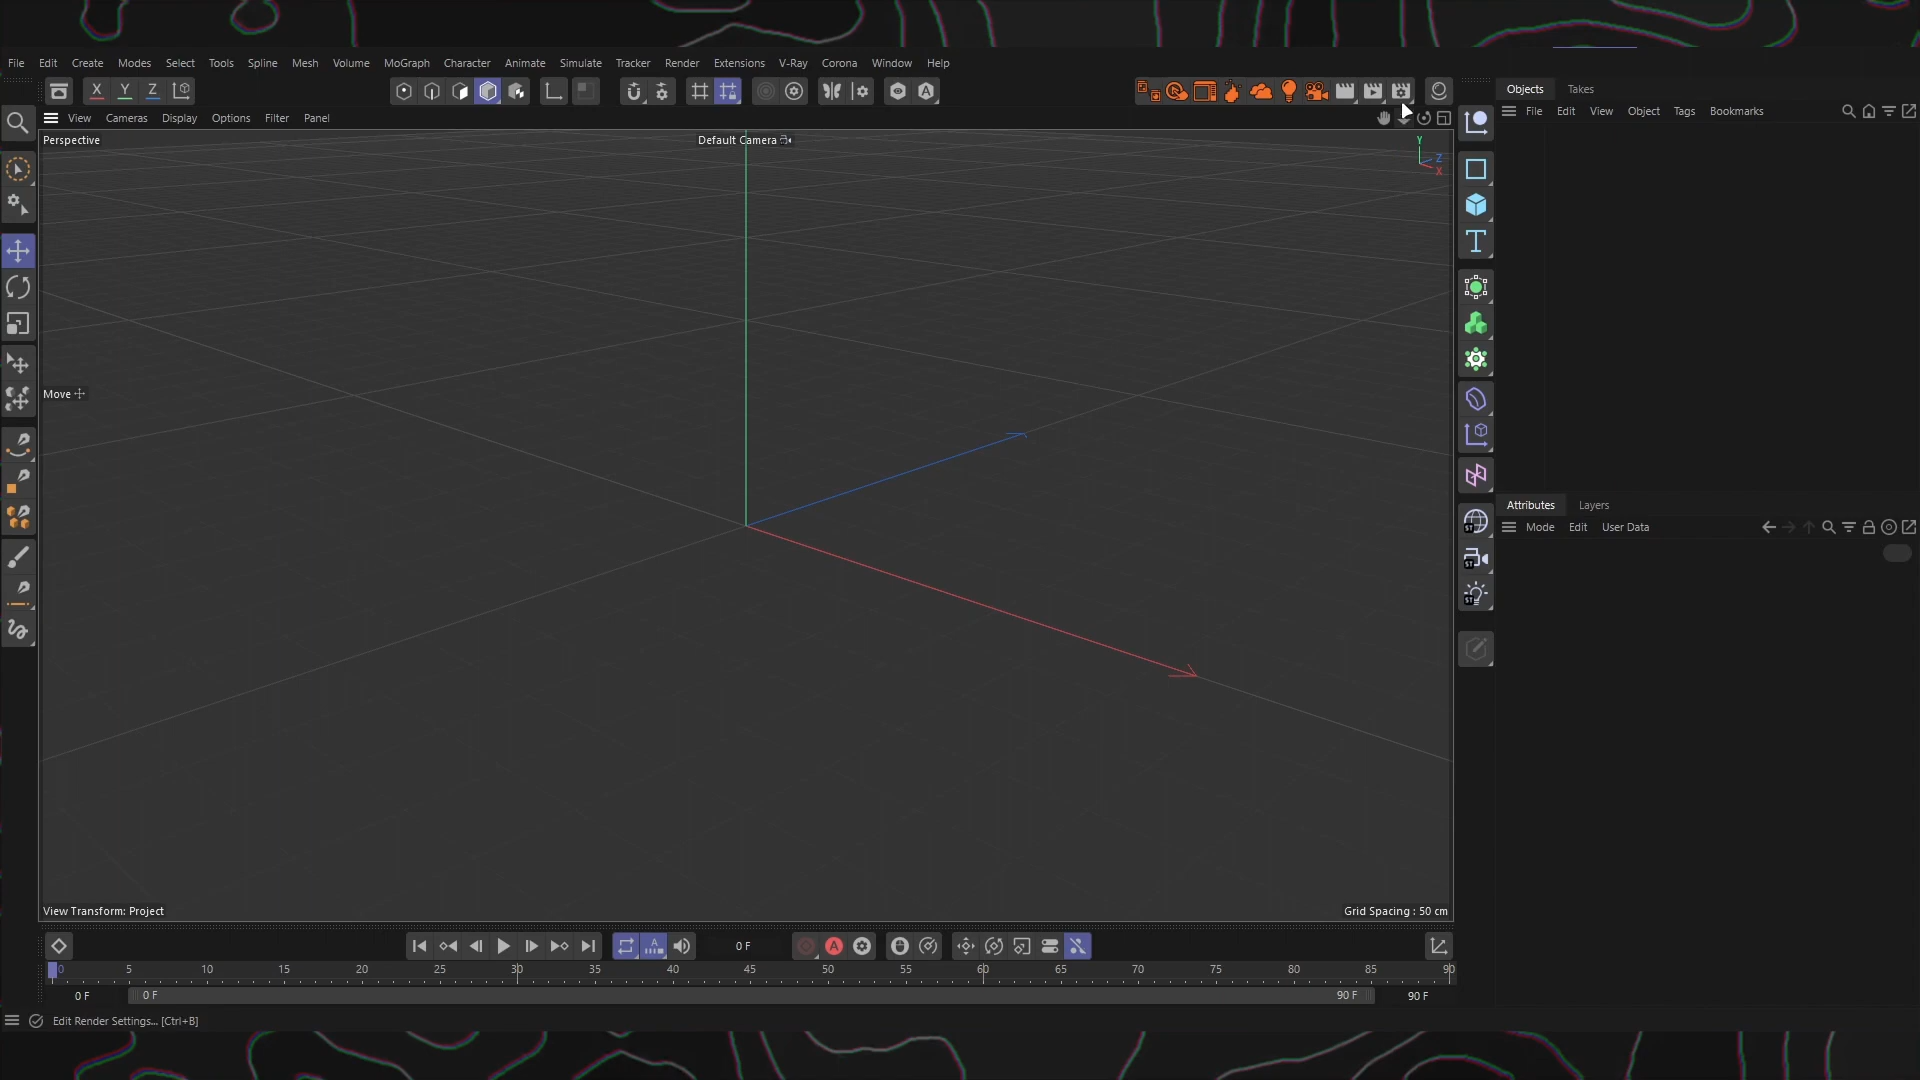 File Edit Create Modes Select Tools Spline Mesh Volume MoGraph Character Animate Simulate Tracker Render Extensions V-Ray Corona Window Help
X Y Z
Objects Takes
View Cameras Display Options Filter Panel
File Edit View Object Tags Bookmarks
Perspective
Default Camera
Y
Z
X
Move
Attributes Layers
Mode Edit User Data
ST
ST
ST
View Transform: Project
Grid Spacing : 50 cm
0 F
0 5 10 15 20 25 30 35 40 45 50 55 60 65 70 75 80 85 90
0 F 0 F 90 F 90 F
Edit Render Settings... [Ctrl+B]